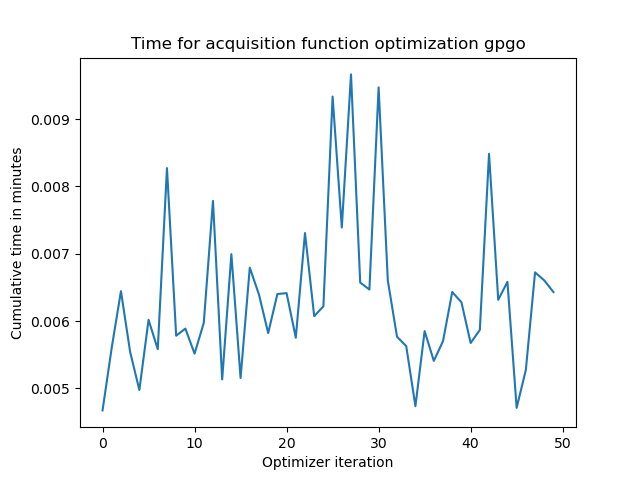 Time for acquisition function optimization gpgo
Cumulative time in minutes
0.009
0.008
0.007
0.006
0.005
0 10 20 30 40 50
Optimizer iteration